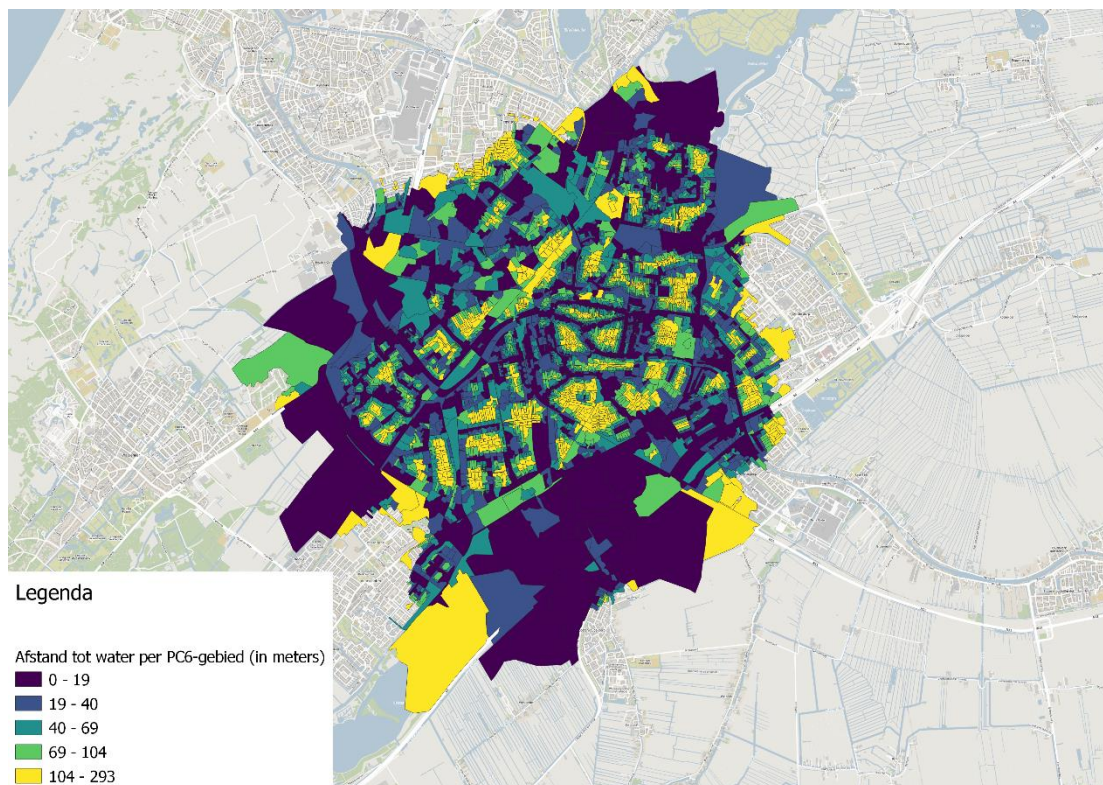 Legenda
Afstand tot water per PC6-gebied (in meters)
0 - 19
19 - 40
40 - 69
69 - 104
104 - 293